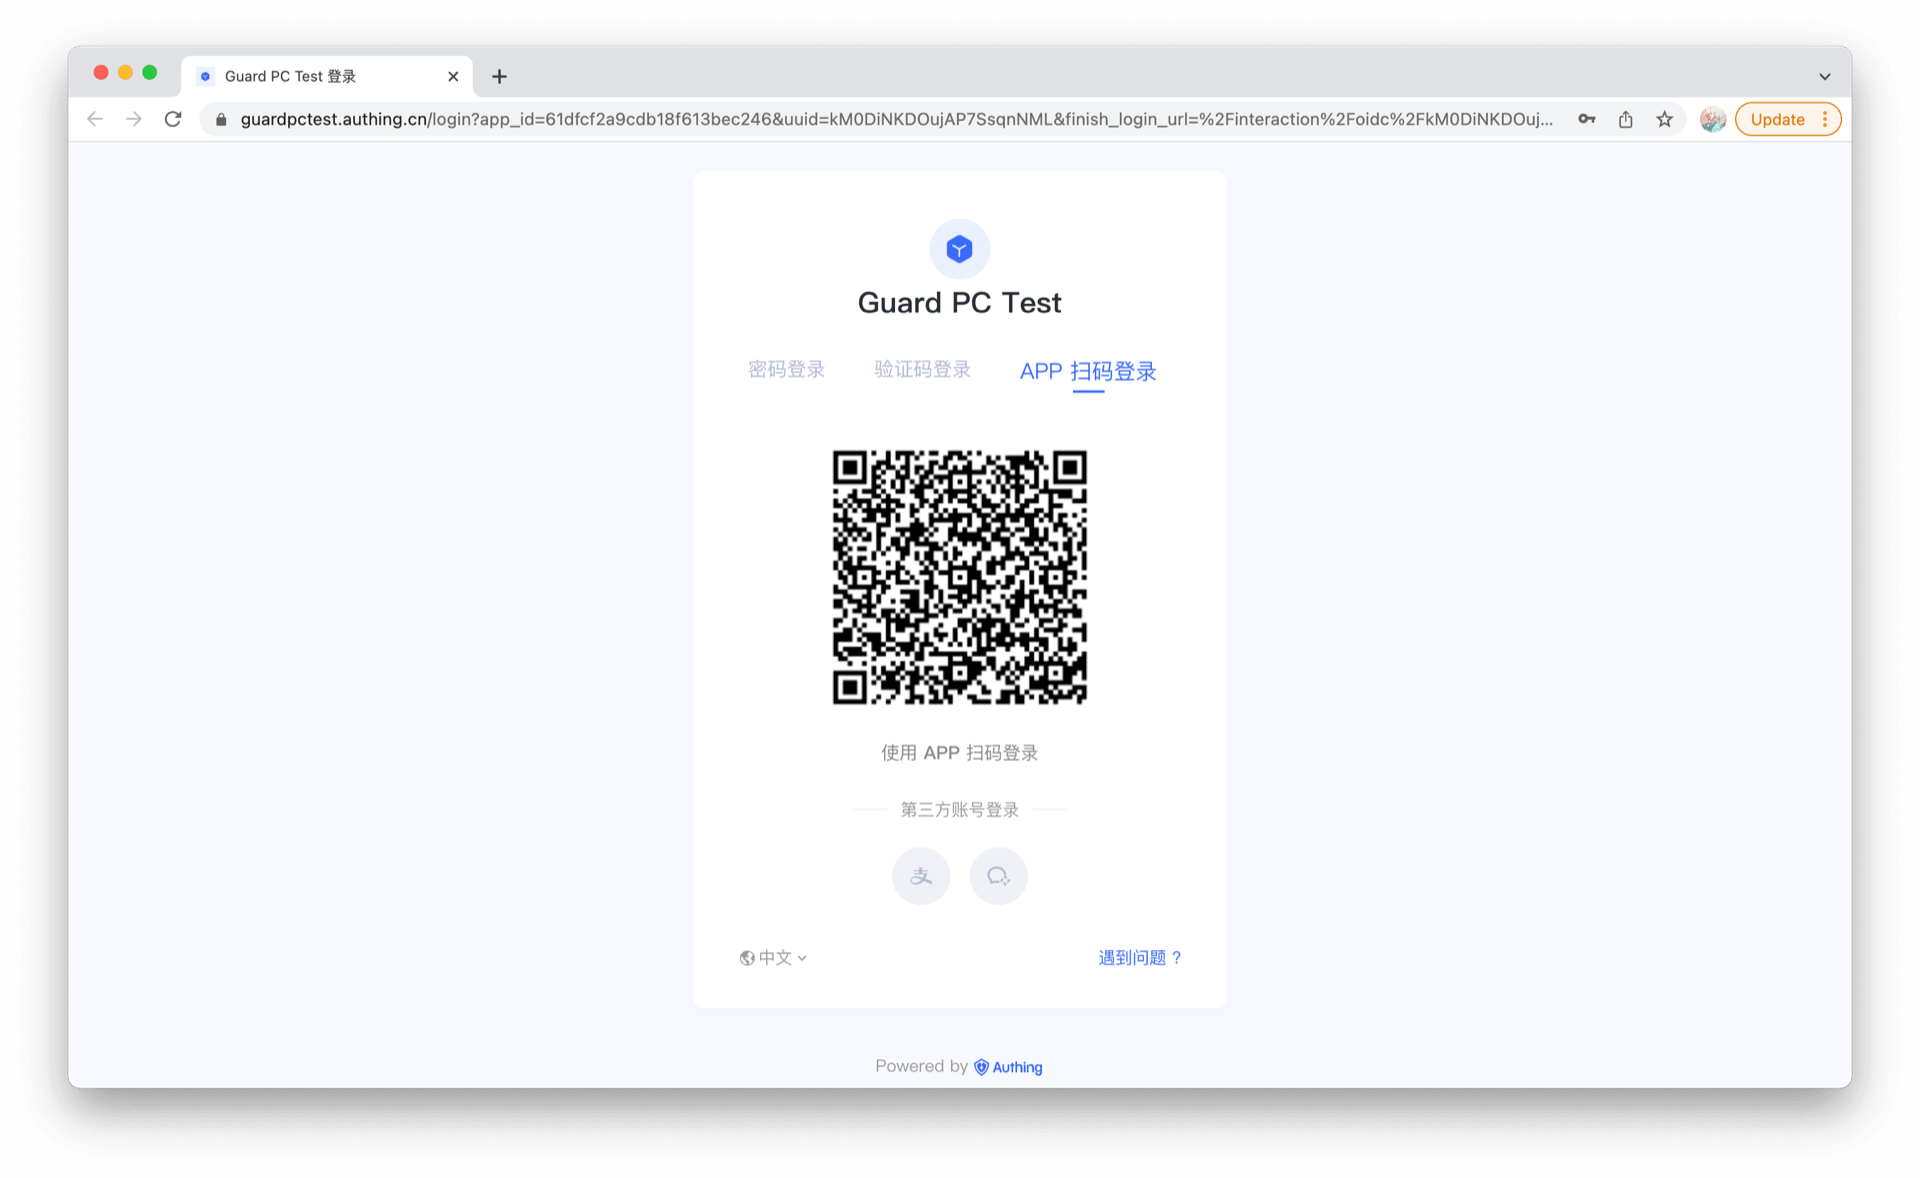 Guard PC Test 登录
guardpctest.authing.cn/login?app_id=61dfcf2a9cdb18f613bec246&uuid=kM0DiNKDOujAP7SsqnNML&finish_login_url=%2Finteraction%2Foidc%2FkM0DiNKDOuj...
Update
Guard PC Test
密码登录 验证码登录 APP 扫码登录
使用 APP 扫码登录
第三方账号登录
支
中文 遇到问题 ?
Powered by Authing